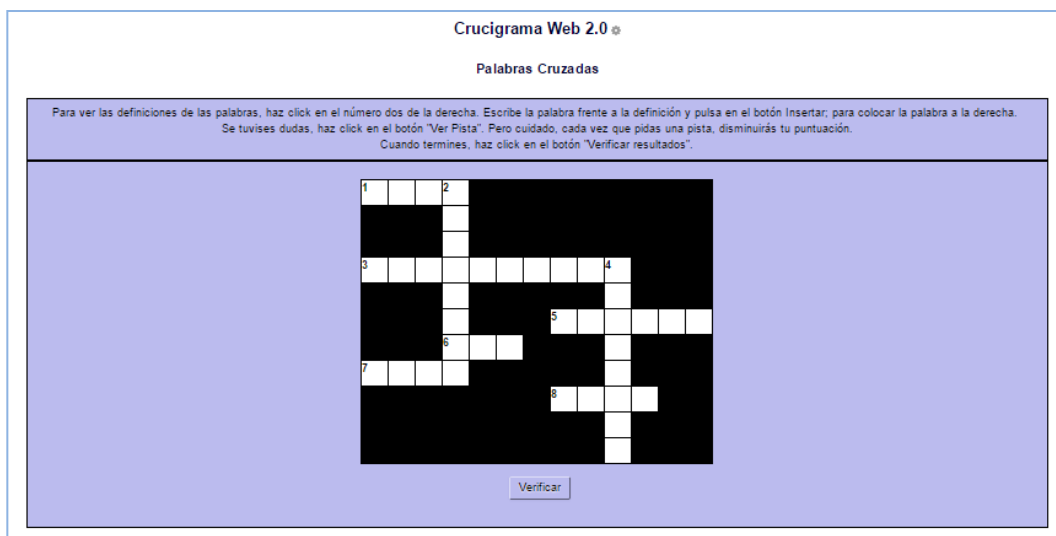 Crucigrama Web 2.0
Palabras Cruzadas
Para ver las definiciones de las palabras, haz click en el número dos de la derecha. Escribe la palabra frente a la definición y pulsa en el botón Insertar; para colocar la palabra a la derecha.
Se tuvises dudas, haz click en el botón "Ver Pista". Pero cuidado, cada vez que pidas una pista, disminuirás tu puntuación.
Cuando termines, haz click en el botón "Verificar resultados".
1 2
3 4
5
6
7
8
Verificar